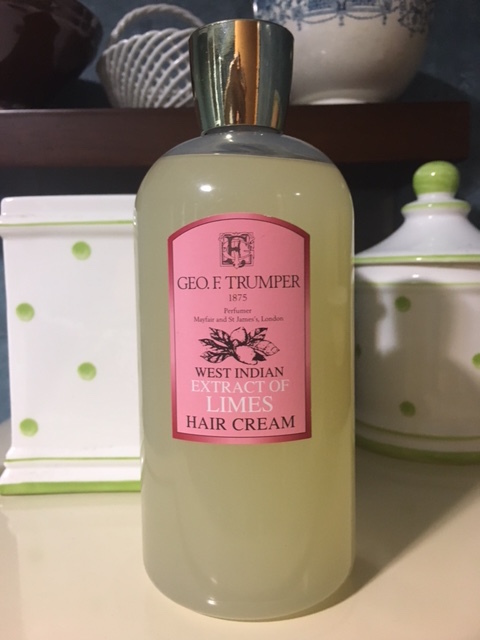 GEO. F. TRUMPER
1875
Perfumer
Mayfair and St James's, London
WEST INDIAN
EXTRACT OF
LIMES
HAIR CREAM